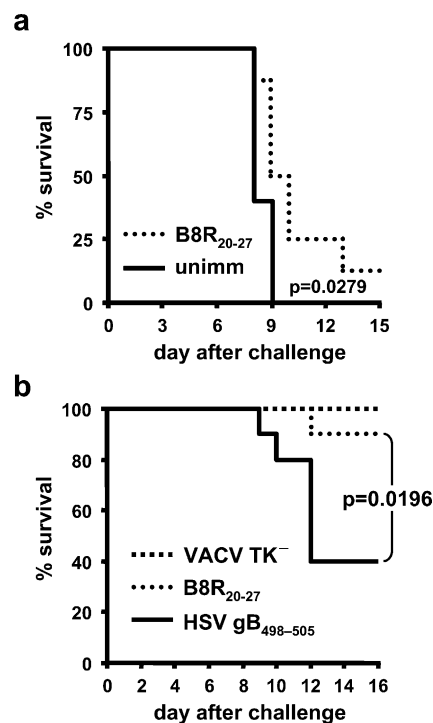 a
100
75
50
25
0
% survival
B8R20-27
unimm
p=0.0279
0 3 6 9 12 15
day after challenge
b
100
80
60
40
20
0
% survival
p=0.0196
VACV TK–
B8R20-27
HSV gB498–505
0 2 4 6 8 10 12 14 16
day after challenge